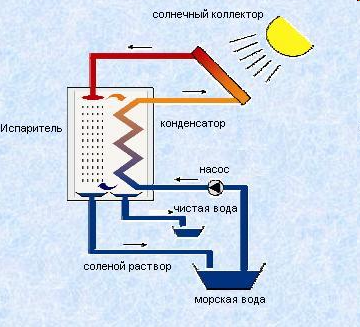 солнечный коллектор
Испаритель
конденсатор
насос
чистая вода
соленой раствор
морская вода